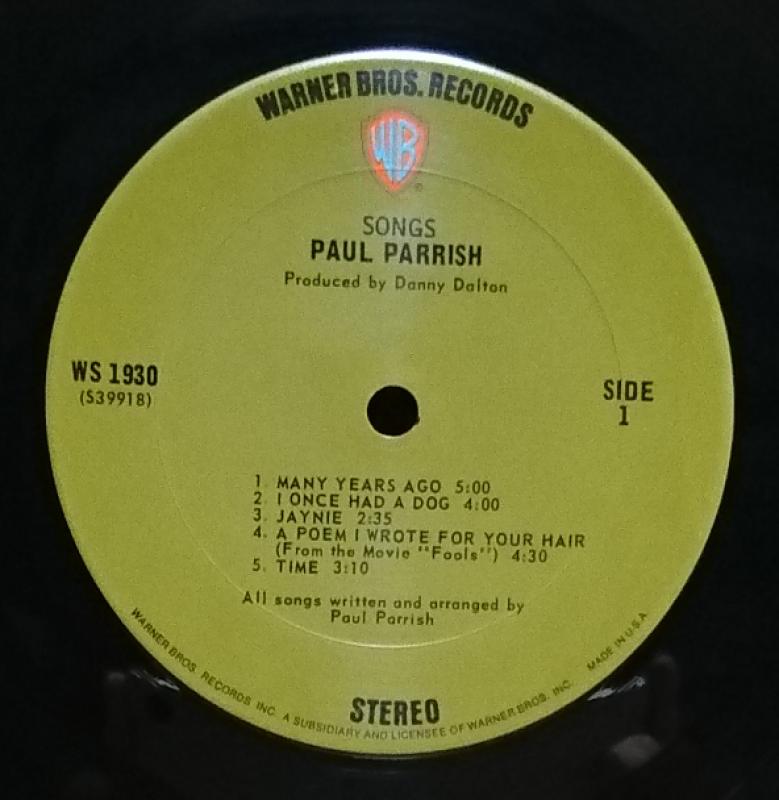 WARNER BROS. RECORDS
WB
®
SONGS
PAUL PARRISH
Produced by Danny Dalton
WS 1930
(S39918)
SIDE
1
1. MANY YEARS AGO 5:00
2. I ONCE HAD A DOG 4:00
3. JAYNIE 2:35
4. A POEM I WROTE FOR YOUR HAIR
(From the Movie "Fools") 4:30
5. TIME 3:10
All songs written and arranged by
Paul Parrish
STEREO
WARNER BROS. RECORDS INC. A SUBSIDIARY AND LICENSEE OF WARNER BROS. INC. MADE IN U.S.A.